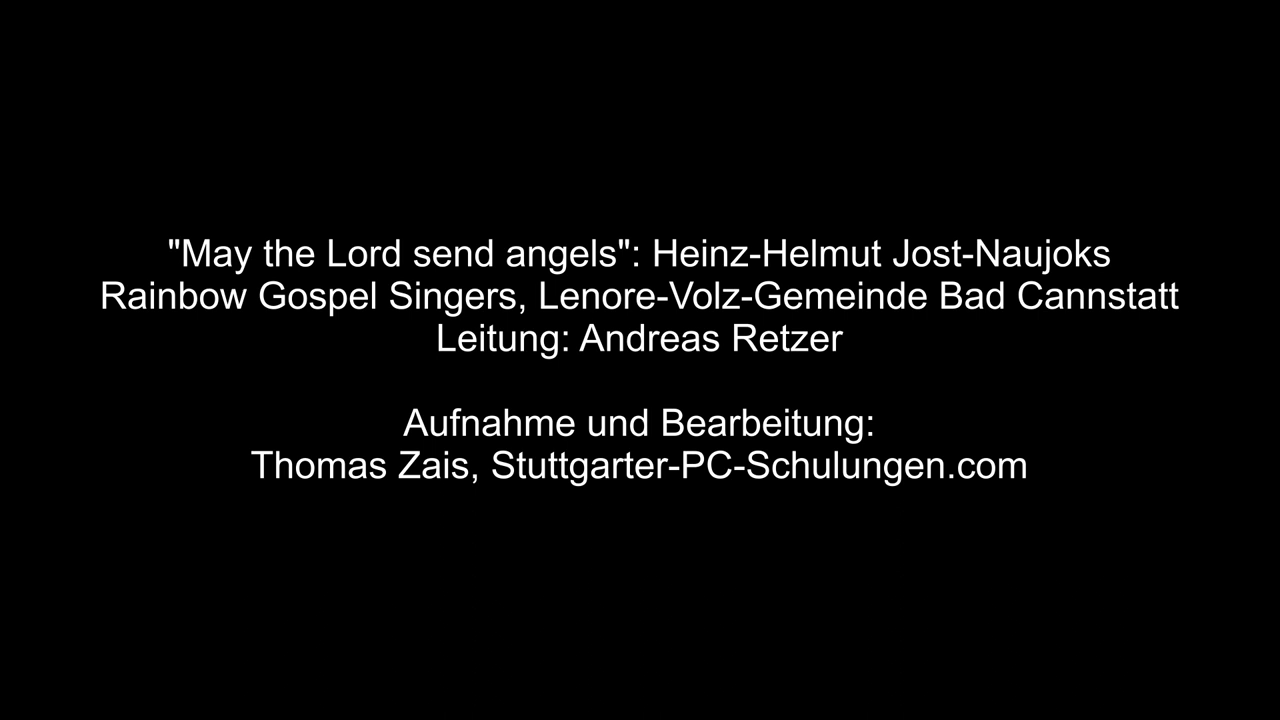 "May the Lord send angels": Heinz-Helmut Jost-Naujoks
Rainbow Gospel Singers, Lenore-Volz-Gemeinde Bad Cannstatt
Leitung: Andreas Retzer
Aufnahme und Bearbeitung:
Thomas Zais, Stuttgarter-PC-Schulungen.com